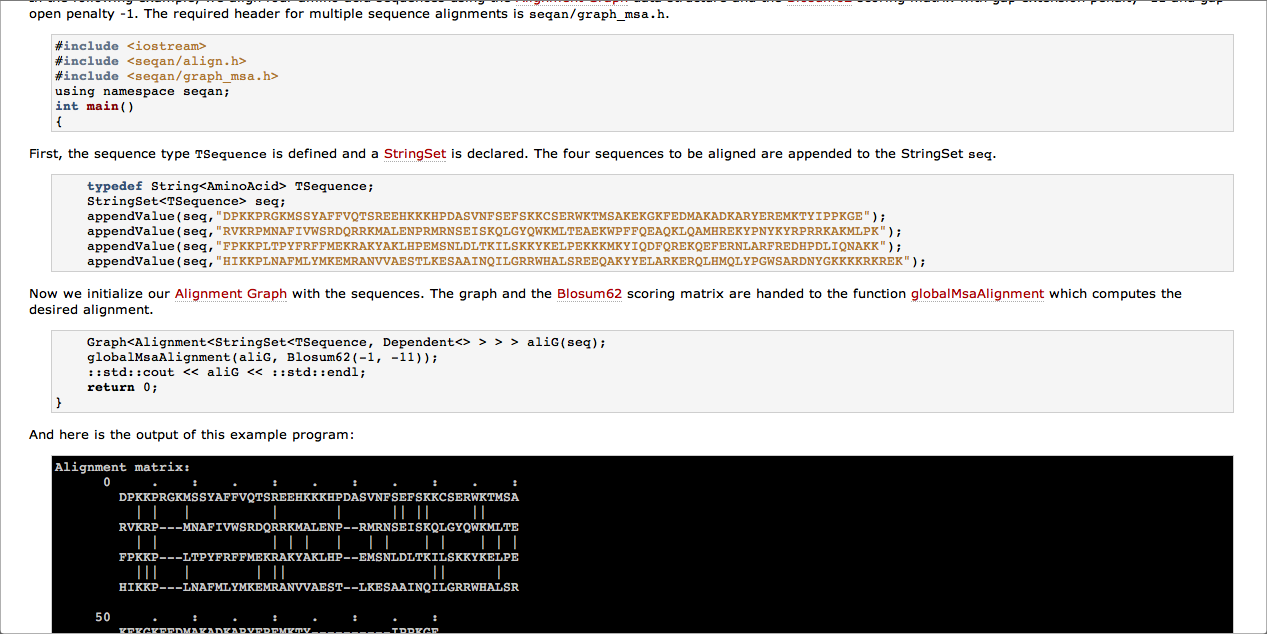 open penalty -1. The required header for multiple sequence alignments is seqan/graph_msa.h.
#include <iostream>
#include <seqan/align.h>
#include <seqan/graph_msa.h>
using namespace seqan;
int main()
{
First, the sequence type TSequence is defined and a StringSet is declared. The four sequences to be aligned are appended to the StringSet seq.
typedef String<AminoAcid> TSequence;
StringSet<TSequence> seq;
appendValue(seq,"DPKKPRGKMSSYAFFVQTSREEHKKKHPDASVNFSEFSKKCSERWKTMSAKEKGKFEDMAKADKARYEREMKTYIPPKGE");
appendValue(seq,"RVKRPMNAFIVWSRDQRRKMALENPRMRNSEISKQLGYQWKMLTEAEKWPFFQEAQKLQAMHREKYPNYKYRPRRKAKMLPK");
appendValue(seq,"FPKKPLTPYFRFFMEKRAKYAKLHPEMSNLDLTKILSKKYKELPEKKKMKYIQDFQREKQEFERNLARFREDHPDLIQNAKK");
appendValue(seq,"HIKKPLNAFMLYMKEMRANVVAESTLKESAAINQILGRRWHALSREEQAKYYELARKERQLHMQLYPGWSARDNYGKKKKRKREK");
Now we initialize our Alignment Graph with the sequences. The graph and the Blosum62 scoring matrix are handed to the function globalMsaAlignment which computes the
desired alignment.
Graph<Alignment<StringSet<TSequence, Dependent<> > > > aliG(seq);
globalMsaAlignment(aliG, Blosum62(-1, -11));
::std::cout << aliG << ::std::endl;
return 0;
}
And here is the output of this example program:
Alignment matrix:
0 . : . : . : . : . :
DPKKPRGKMSSYAFFVQTSREEHKKKHPDASVNFSEFSKKCSERWKTMSA
| | | | | || || ||
RVKRP---MNAFIVWSRDQRRKMALENP--RMRNSEISKQLGYQWKMLTE
| | | | | | | | | | | | |
FPKKP---LTPYFRFFMEKRAKYAKLHP--EMSNLDLTKILSKKYKELPE
||| | | || || |
HIKKP---LNAFMLYMKEMRANVVAEST--LKESAAINQILGRRWHALSR
50 . : . : . : . :
KEKGKFEDMAKADKARYEREMKTY----------IPPKGE